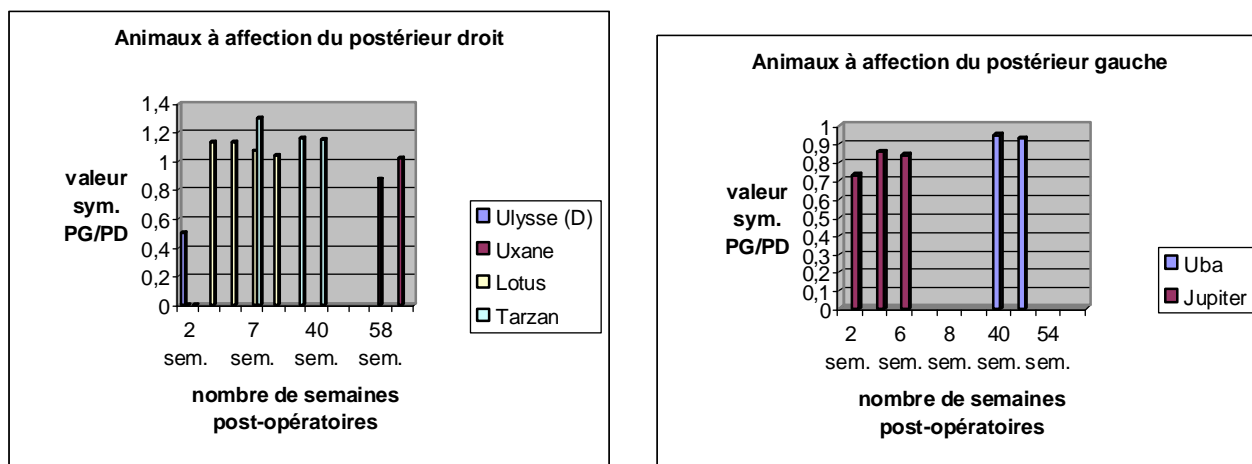 Animaux à affection du postérieur droit
1,4
1,2
1
0,8
0,6
0,4
0,2
0
valeur
sym.
PG/PD
2 7 40 58
sem. sem. sem. sem.
nombre de semaines
post-opératoires
Ulysse (D)
Uxane
Lotus
Tarzan
Animaux à affection du postérieur gauche
1
0,9
0,8
0,7
0,6
0,5
0,4
0,3
0,2
0,1
0
valeur
sym.
PG/PD
2 6 8 40 54
sem. sem. sem. sem. sem.
nombre de semaines
post-opératoires
Uba
Jupiter